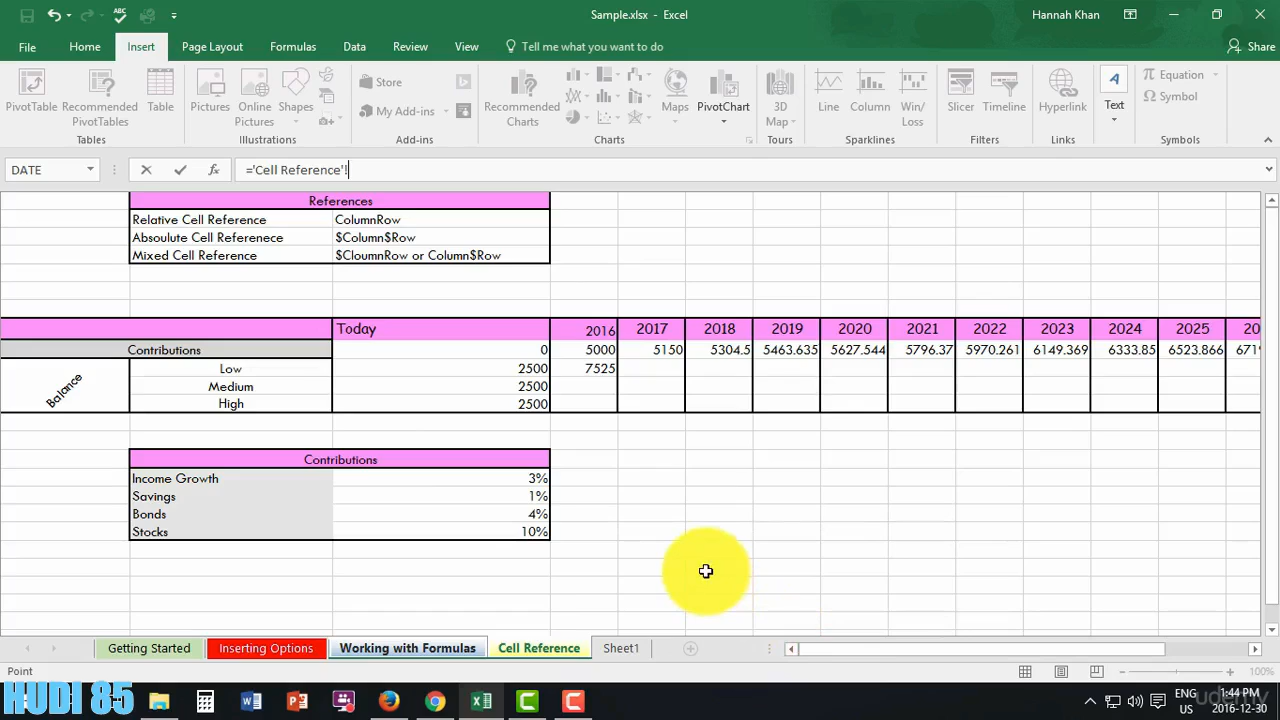 Sample.xlsx - Excel
Hannah Khan
File Home Insert Page Layout Formulas Data Review View Tell me what you want to do Share
PivotTable Recommended PivotTables Table Pictures Online Pictures Shapes Store My Add-ins Recommended Charts Maps PivotChart 3D Map Line Column Win/Loss Slicer Timeline Hyperlink Text Equation Symbol
Tables Illustrations Add-ins Charts Tours Sparklines Filters Links Symbols
DATE ='Cell Reference'!
References
Relative Cell Reference ColumnRow
Absoulute Cell Referenece $Column$Row
Mixed Cell Reference $CloumnRow or Column$Row
Today 2016 2017 2018 2019 2020 2021 2022 2023 2024 2025 20
Contributions 0 5000 5150 5304.5 5463.635 5627.544 5796.37 5970.261 6149.369 6333.85 6523.866 6719
Balance
Low 2500 7525
Medium 2500
High 2500
Contributions
Income Growth 3%
Savings 1%
Bonds 4%
Stocks 10%
Getting Started Inserting Options Working with Formulas Cell Reference Sheet1
Point 100%
HUDI 85
ENG 1:44 PM
US 2016-12-30
udemy